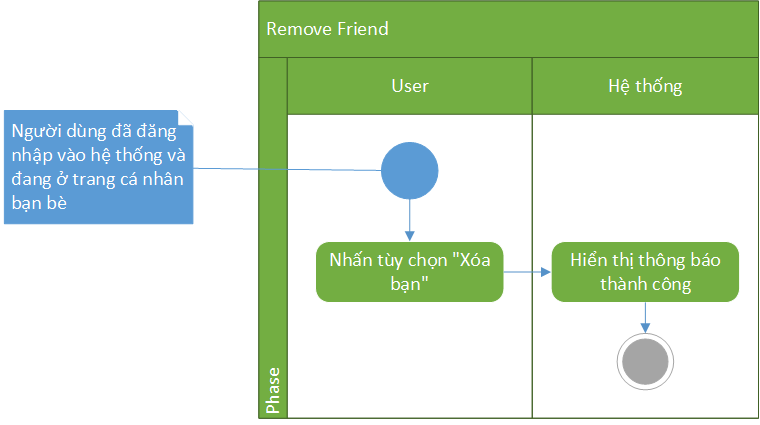 Remove Friend
User
Hệ thống
Người dùng đã đăng
nhập vào hệ thống và
đang ở trang cá nhân
bạn bè
Nhấn tùy chọn "Xóa
bạn"
Hiển thị thông báo
thành công
Phase